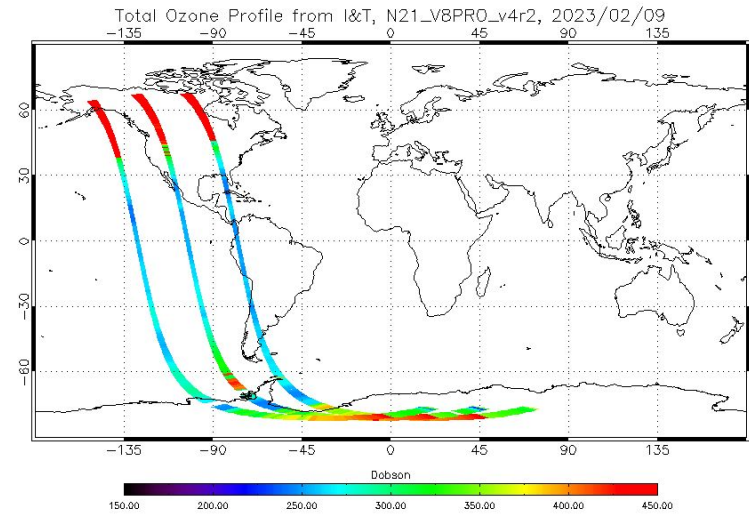 Total Ozone Profile from I&T, N21_V8PRO_v4r2, 2023/02/09
−135 −90 −45 0 45 90 135
60
30
0
−30
−60
−135 −90 −45 0 45 90 135
Dobson
150.00 200.00 250.00 300.00 350.00 400.00 450.00